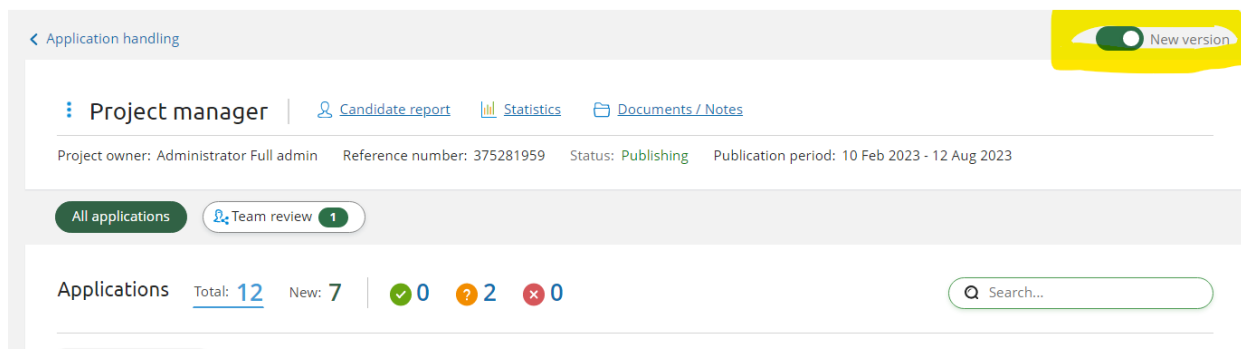 Application handling
New version
Project manager Candidate report Statistics Documents / Notes
Project owner: Administrator Full admin Reference number: 375281959 Status: Publishing Publication period: 10 Feb 2023 - 12 Aug 2023
All applications Team review 1
Applications Total: 12 New: 7 0 ? 2 0 Search...